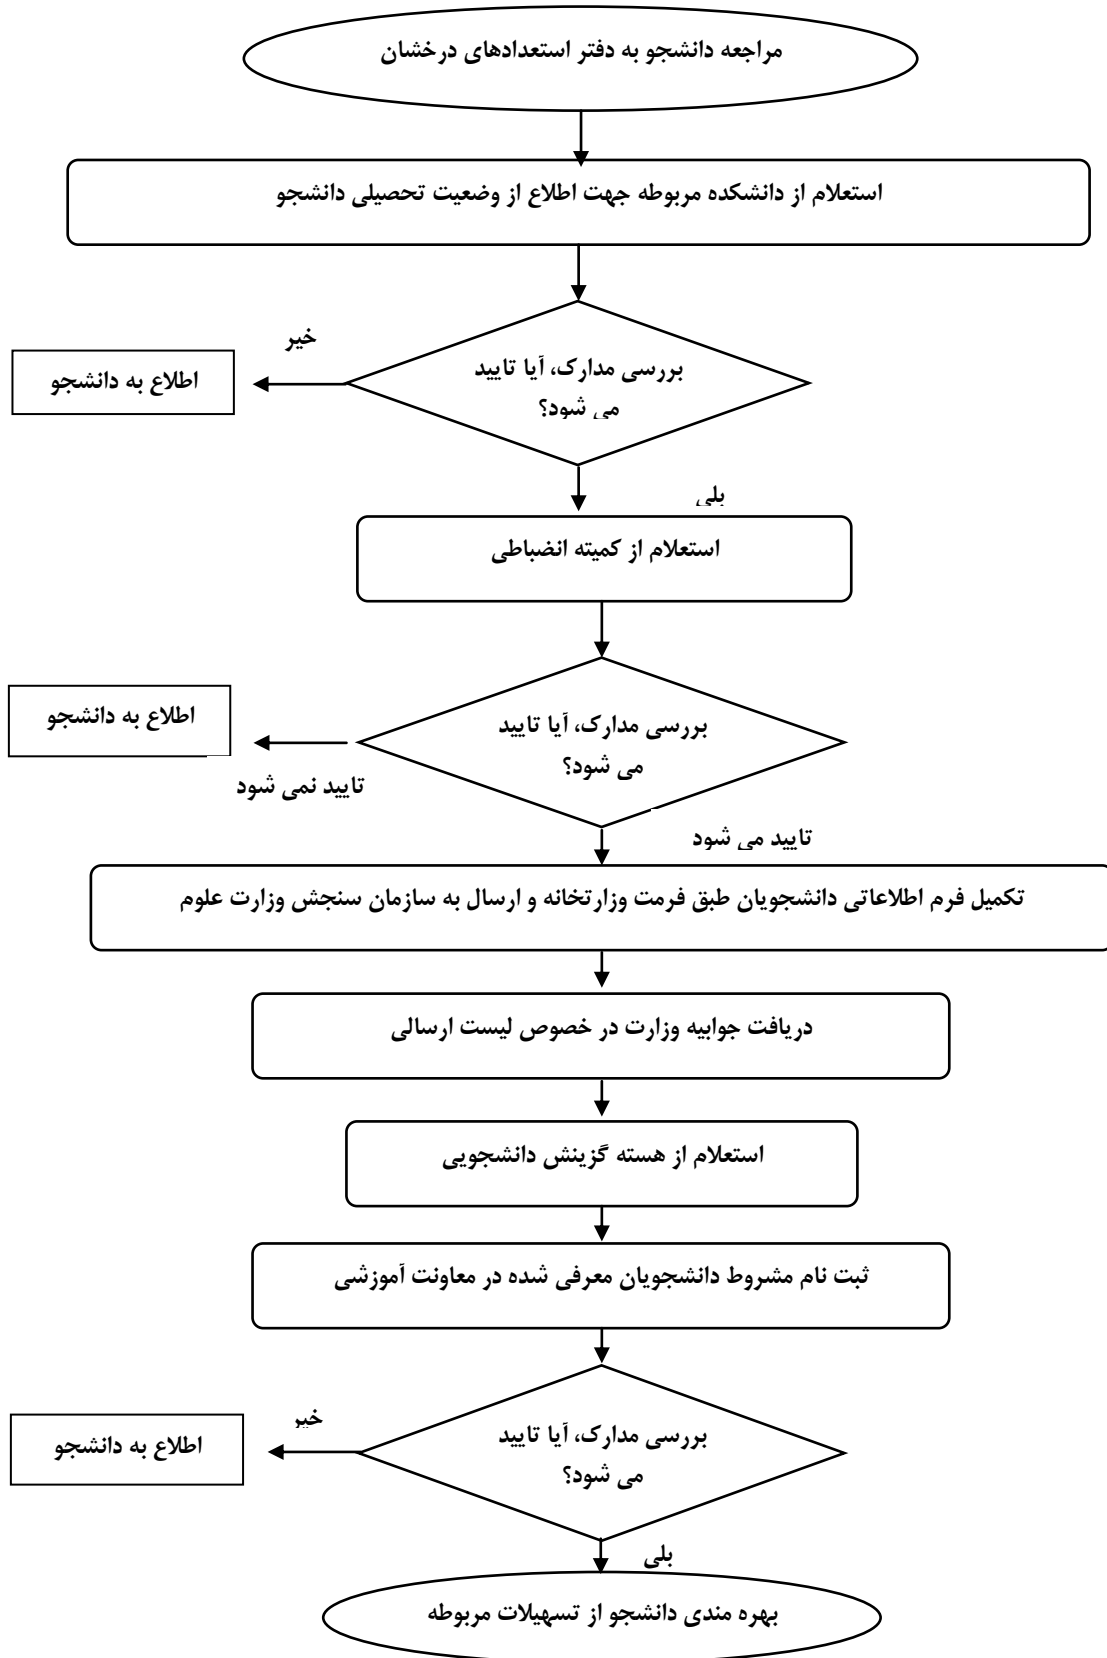 مراجعه دانشجو به دفتر استعدادهای درخشان
استعلام از دانشکده مربوطه جهت اطلاع از وضعیت تحصیلی دانشجو
بررسی مدارک، آیا تایید
می شود؟
خیر
اطلاع به دانشجو
بلی
استعلام از کمیته انضباطی
بررسی مدارک، آیا تایید
می شود؟
اطلاع به دانشجو
تایید نمی شود
تایید می شود
تکمیل فرم اطلاعاتی دانشجویان طبق فرمت وزارتخانه و ارسال به سازمان سنجش وزارت علوم
دریافت جوابیه وزارت در خصوص لیست ارسالی
استعلام از هسته گزینش دانشجویی
ثبت نام مشروط دانشجویان معرفی شده در معاونت آموزشی
بررسی مدارک، آیا تایید
می شود؟
خیر
اطلاع به دانشجو
بلی
بهره مندی دانشجو از تسهیلات مربوطه